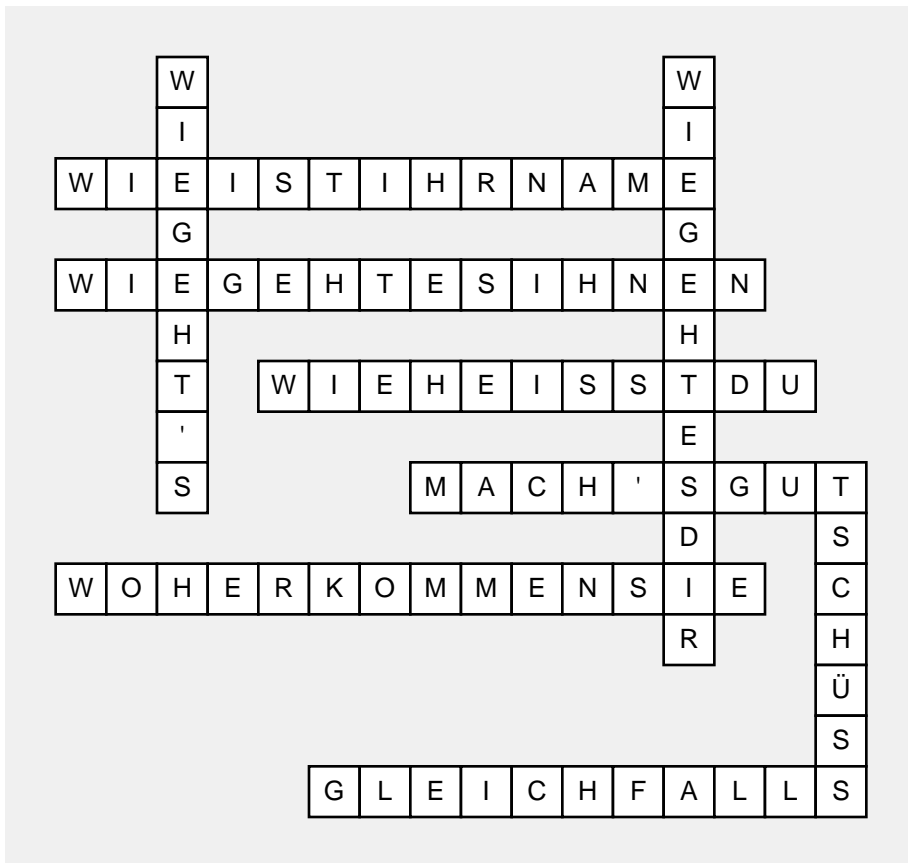 WIEGEHT'S
WIEGEHTESDIR
WIEISTIHRNAME
WIEGEHTESIHNEN
WIEHEISSTDU
MACH'SGUT
TSCHÜSS
WOHERKOMMENSIE
GLEICHFALLS